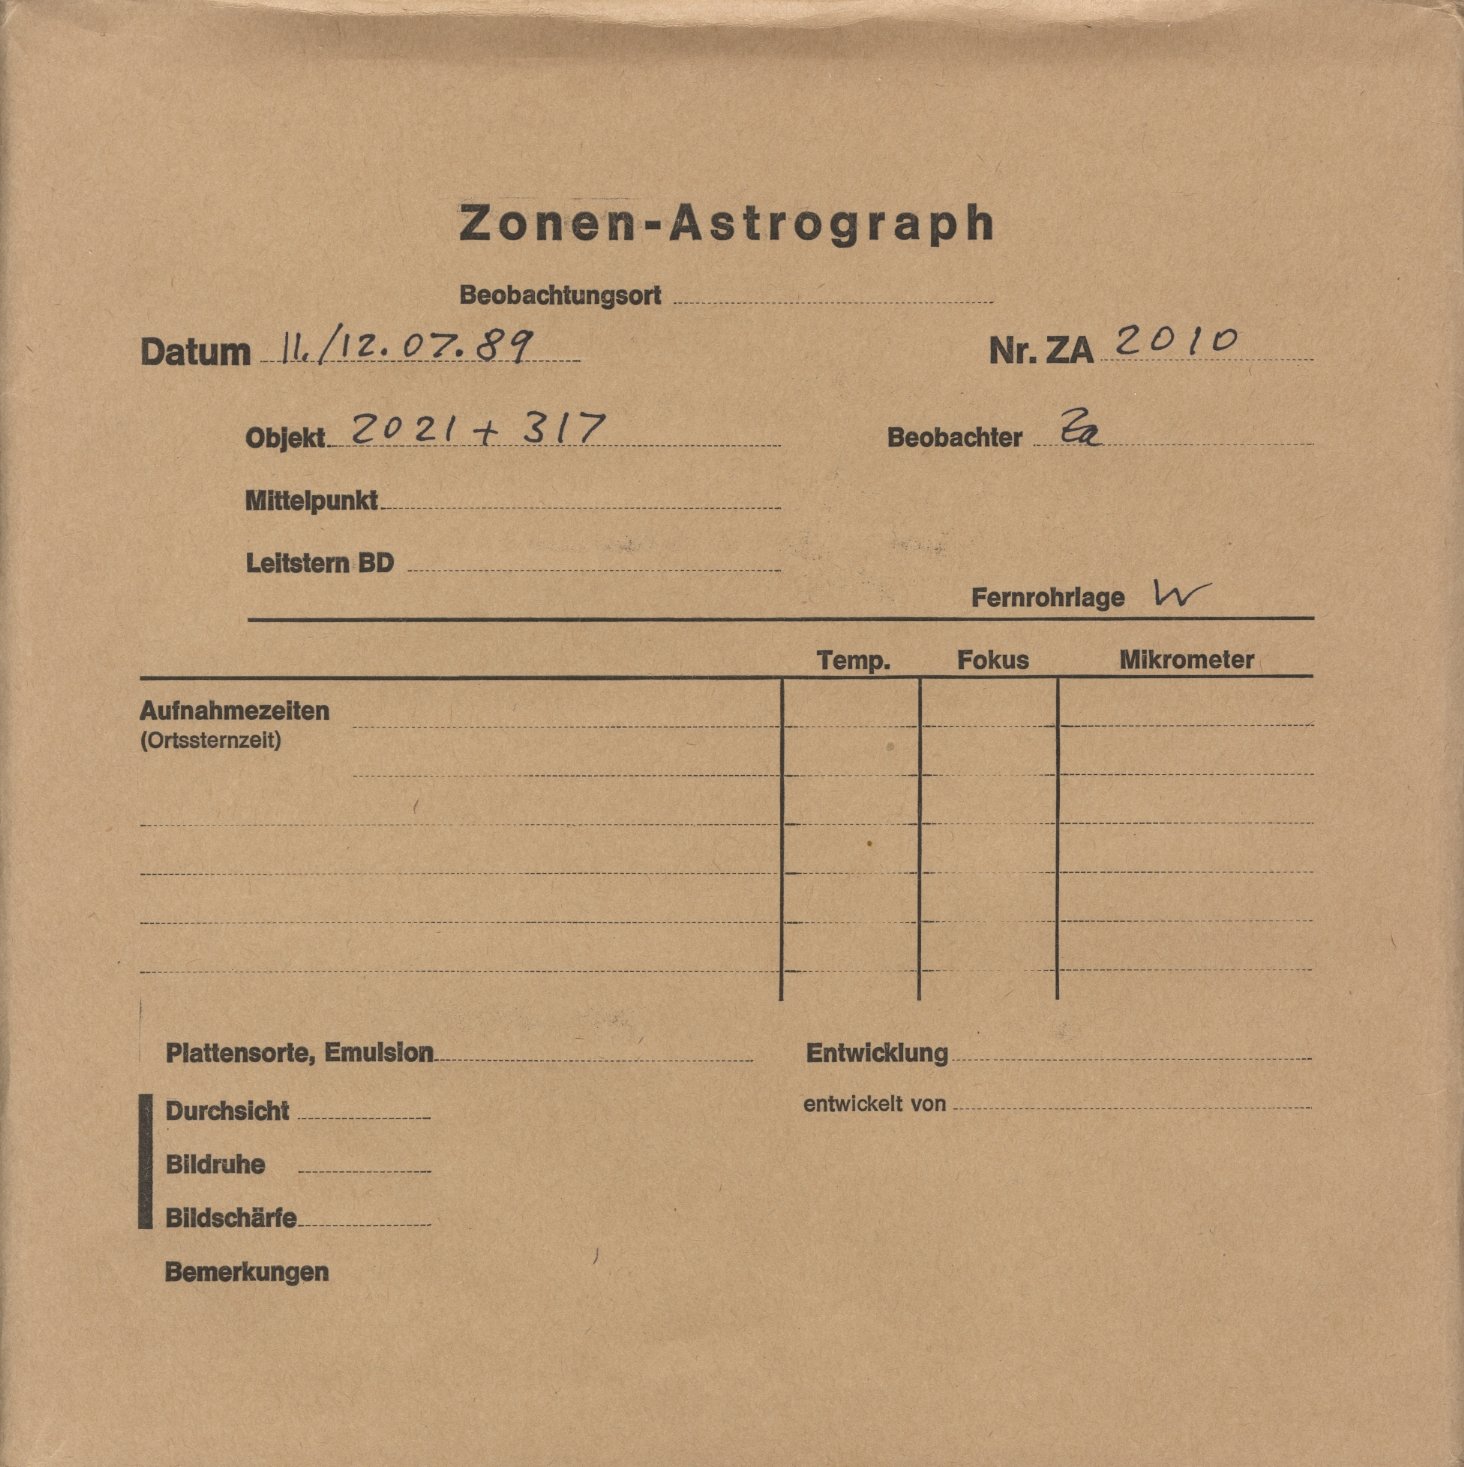 Zonen-Astrograph
Beobachtungsort
Datum 11./12.07.89 Nr. ZA 2010
Objekt 2021 + 317 Beobachter Za
Mittelpunkt
Leitstern BD
Fernrohrlage W
Temp. Fokus Mikrometer
Aufnahmezeiten
(Ortssternzeit)
Plattensorte, Emulsion Entwicklung
Durchsicht entwickelt von
Bildruhe
Bildschärfe
Bemerkungen